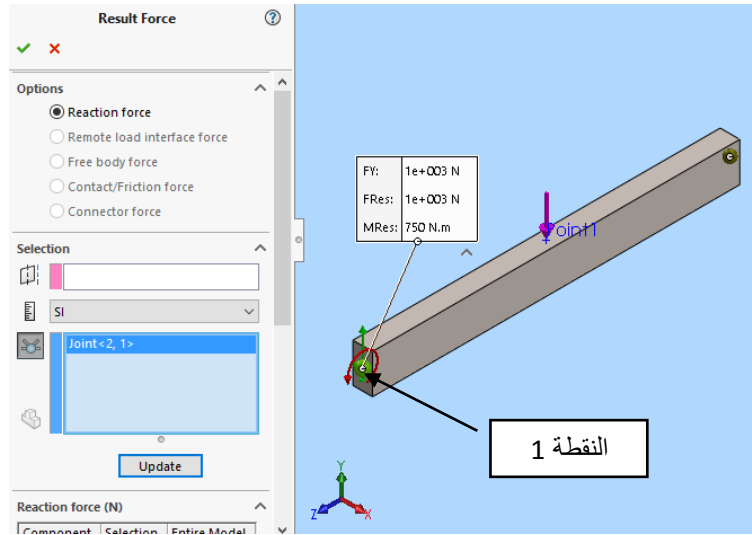 Result Force
Options
Reaction force
Remote load interface force
Free body force
Contact/Friction force
Connector force
Selection
SI
Joint<2, 1>
Update
Reaction force (N)
Component Selection Entire Model
FY: 1e+003 N
FRes: 1e+003 N
MRes: 750 N.m
Point1
النقطة 1
Y
Z
X